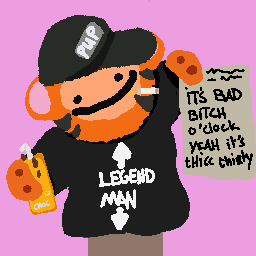 PUP
IT'S BAD
BITCH
O'CLOCK
YEAH it's
thicc thirty
LEGEND
MAN
CHOC